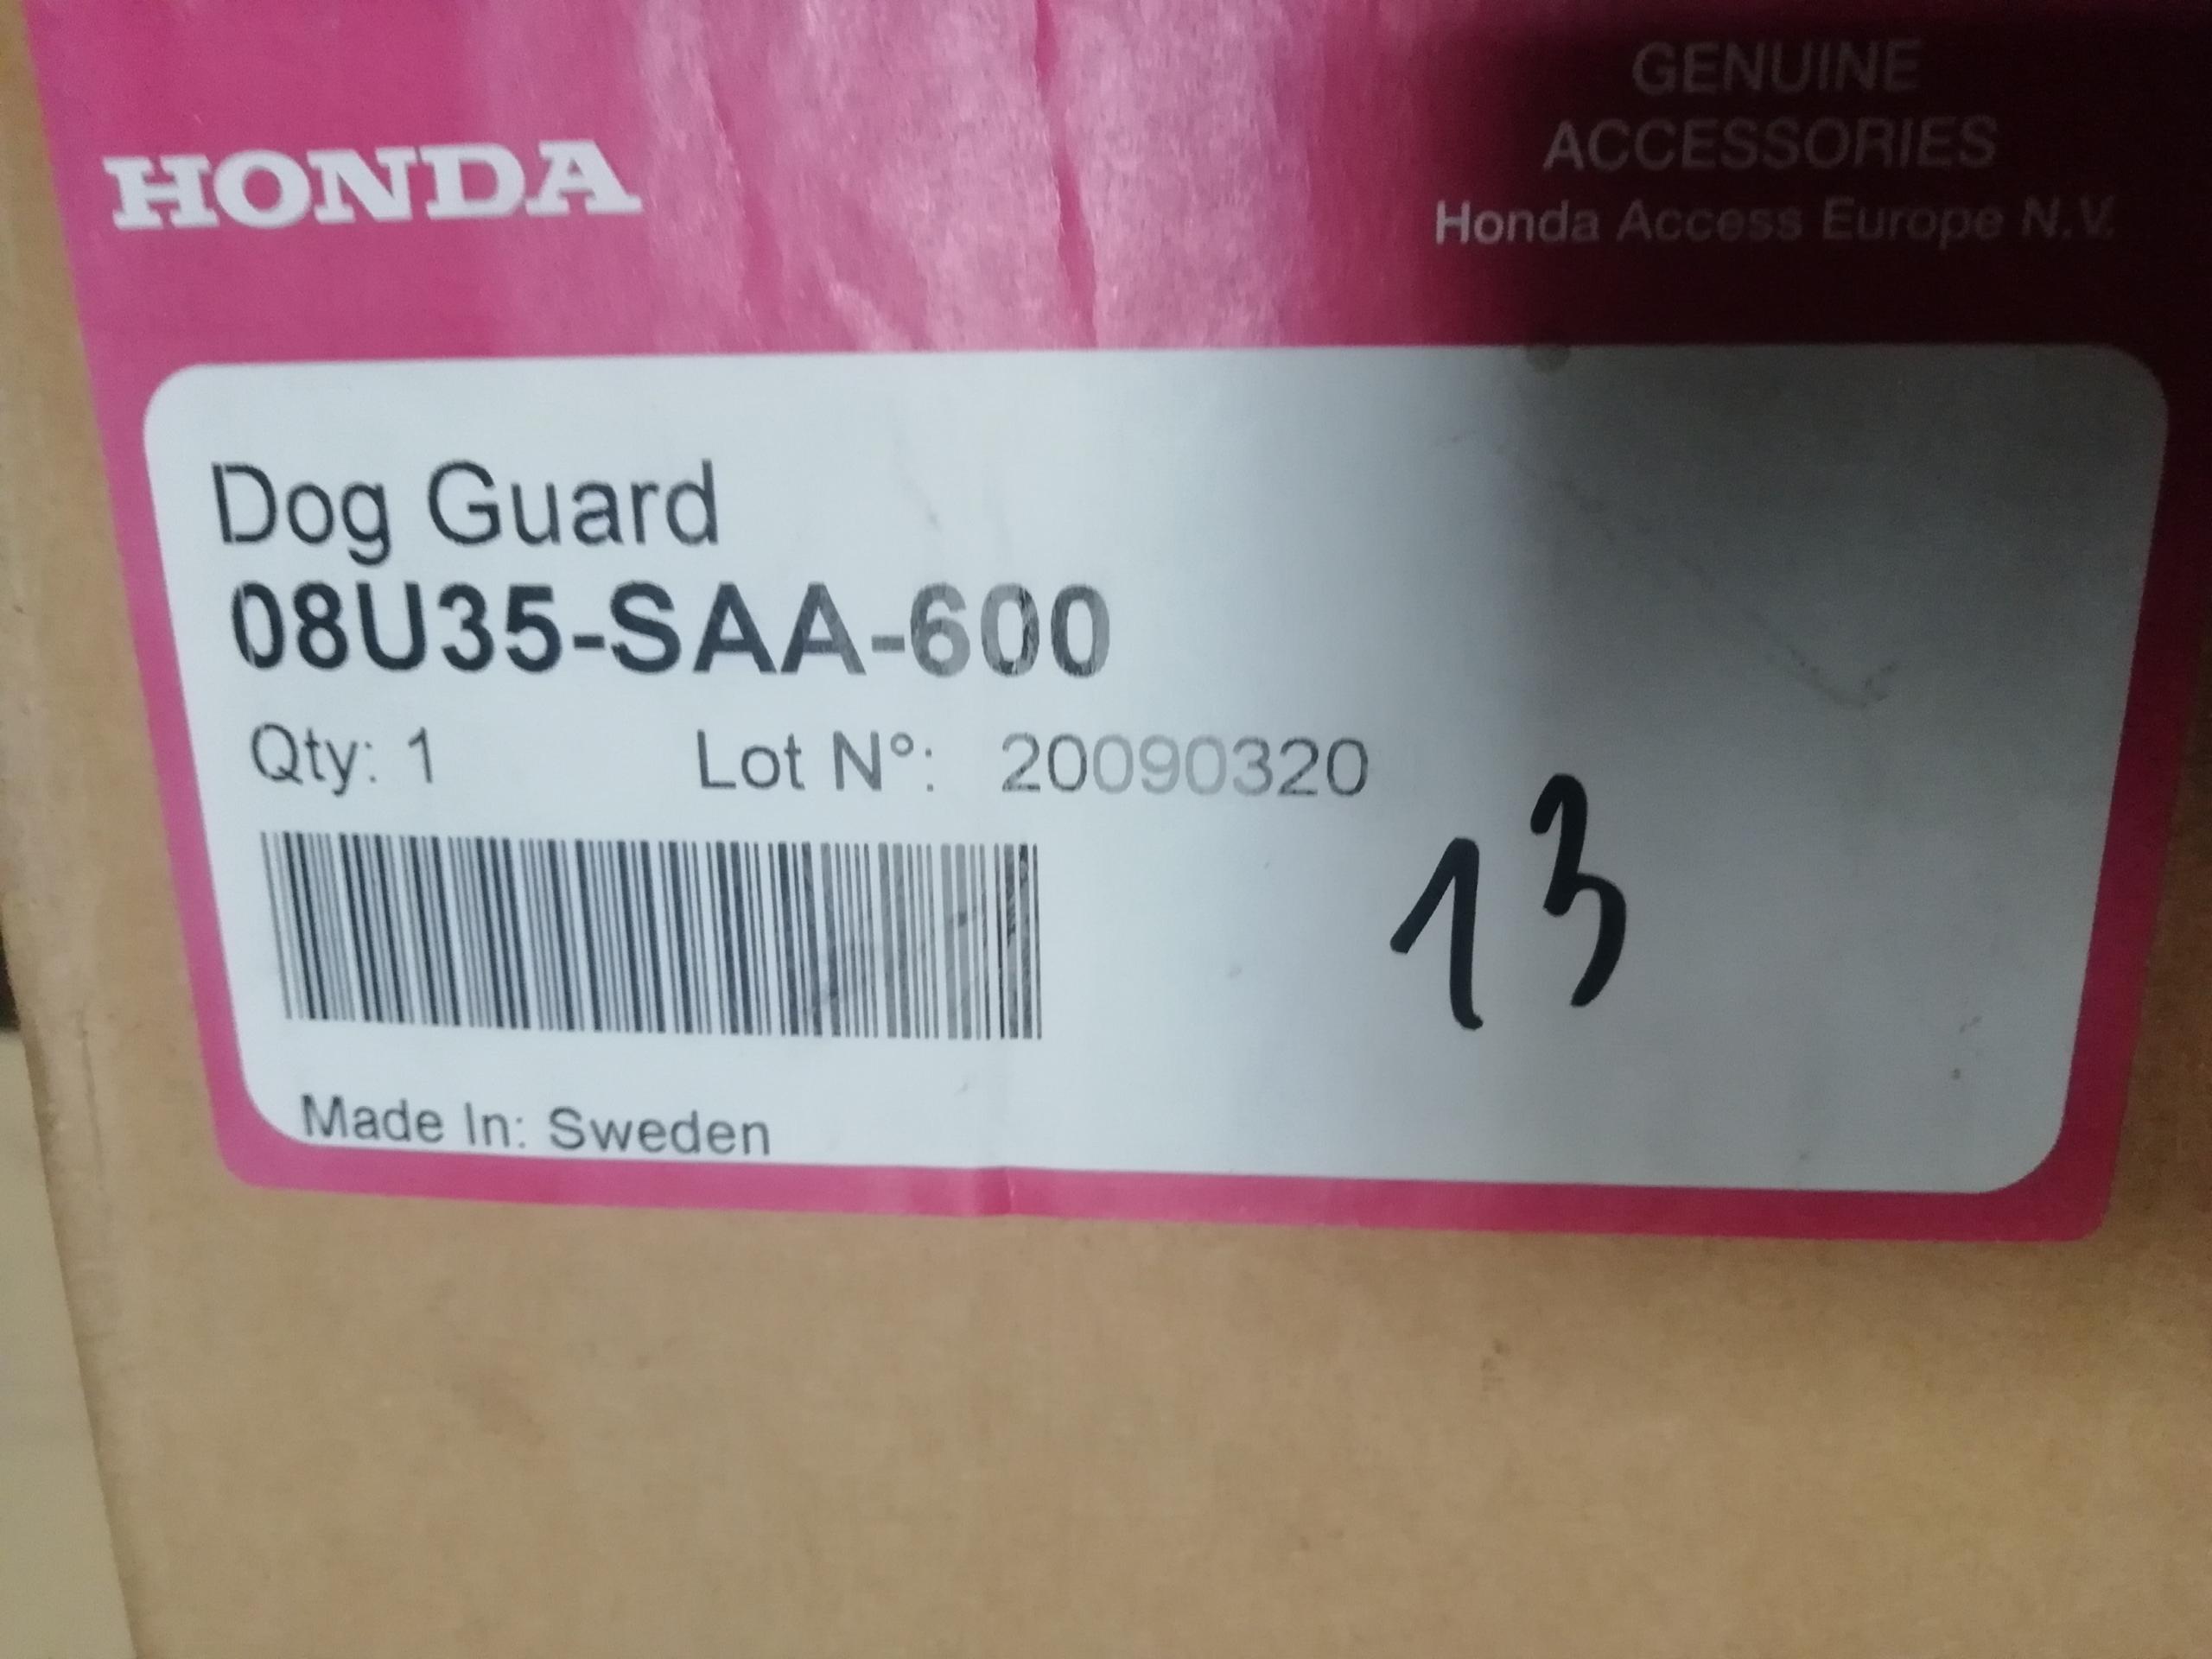 HONDA
GENUINE
ACCESSORIES
Honda Access Europe N.V.
Dog Guard
08U35-SAA-600
Qty: 1 Lot N°: 20090320
13
Made In: Sweden